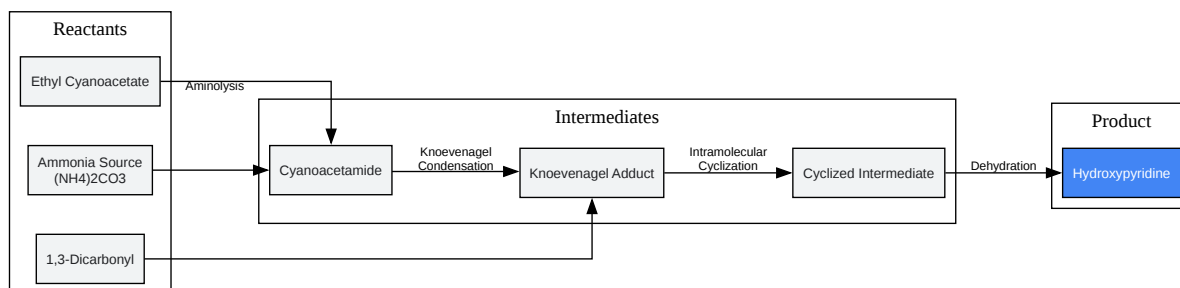 Reactants
Ethyl Cyanoacetate
Aminolysis
Ammonia Source
(NH4)2CO3
1,3-Dicarbonyl
Intermediates
Cyanoacetamide
Knoevenagel
Condensation
Knoevenagel Adduct
Intramolecular
Cyclization
Cyclized Intermediate
Dehydration
Product
Hydroxypyridine